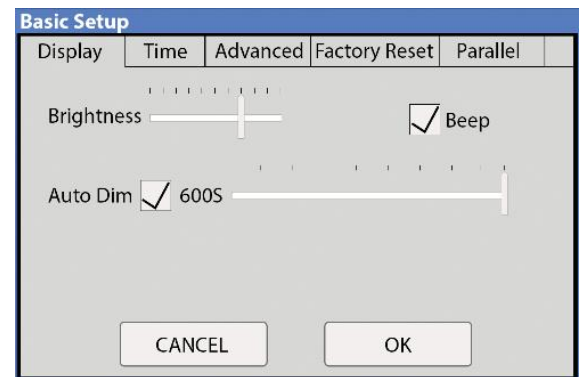 Basic Setup
Display Time Advanced Factory Reset Parallel
Brightness Beep
Auto Dim 600S
CANCEL OK